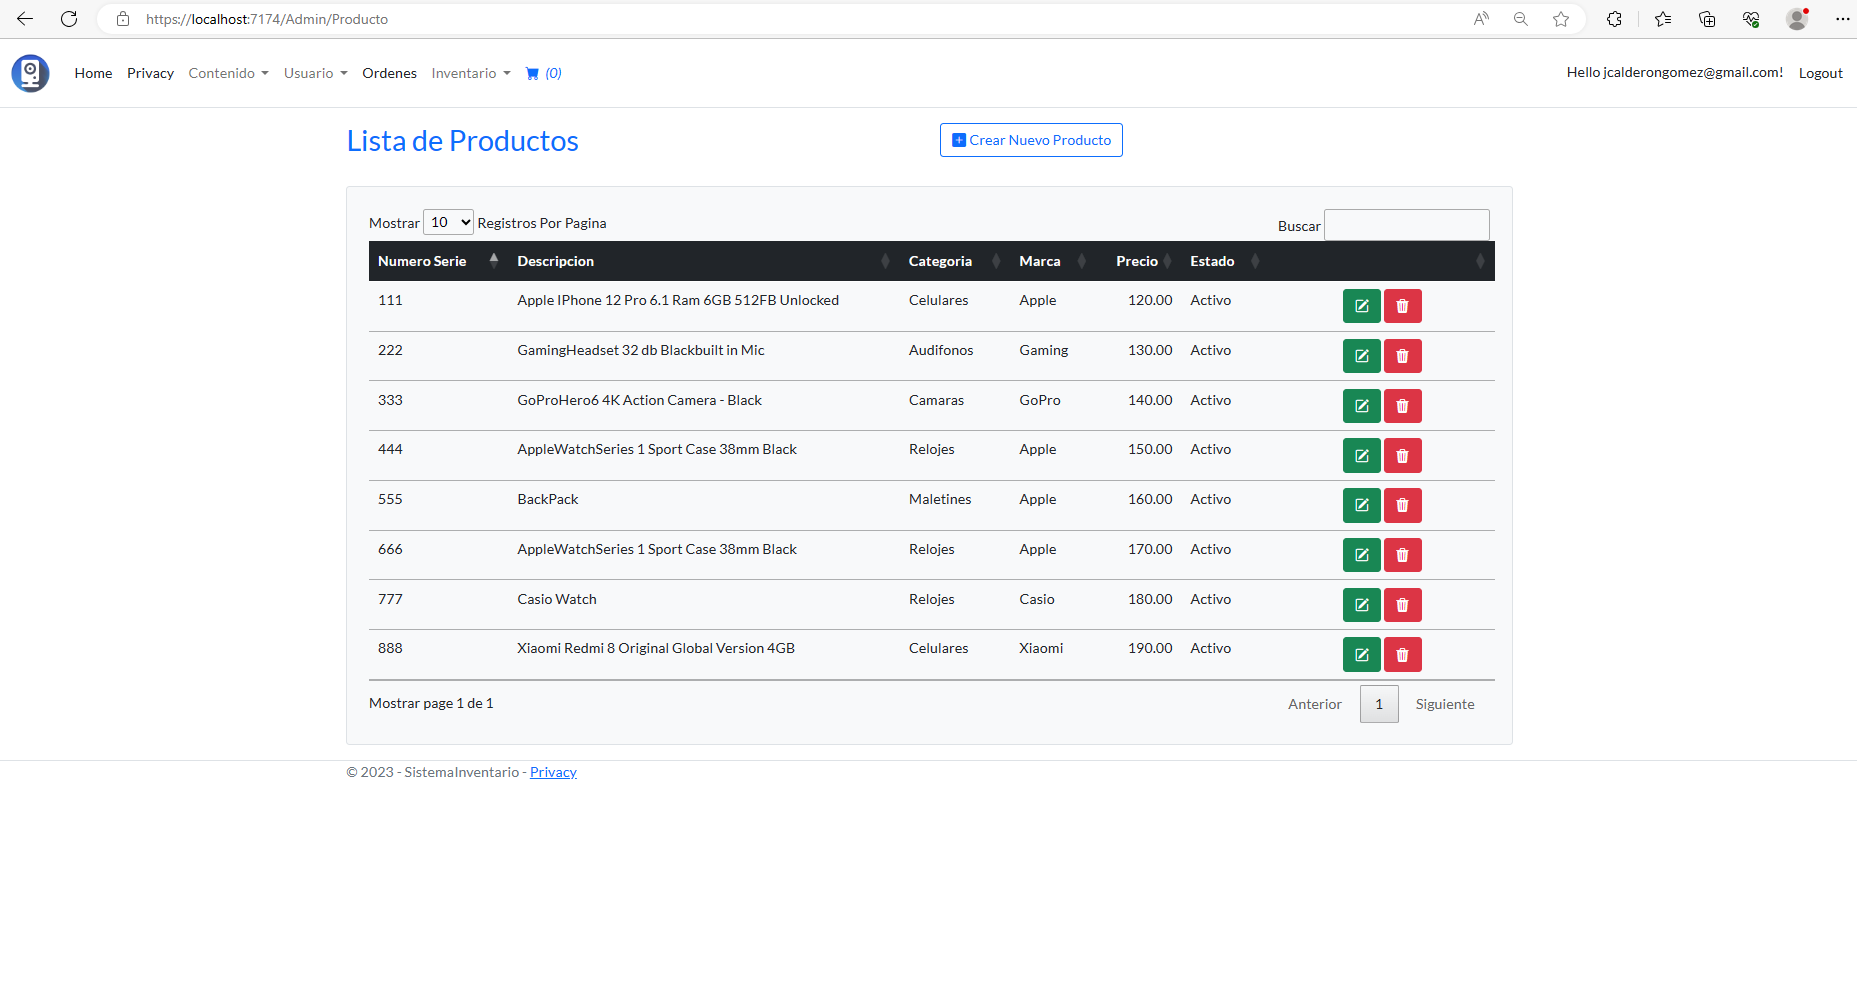 https://localhost:7174/Admin/Producto
Home Privacy Contenido Usuario Ordenes Inventario (0) Hello jcalderongomez@gmail.com! Logout
Lista de Productos Crear Nuevo Producto
Mostrar 10 Registros Por Pagina Buscar
Numero Serie Descripcion Categoria Marca Precio Estado
111 Apple IPhone 12 Pro 6.1 Ram 6GB 512FB Unlocked Celulares Apple 120.00 Activo
222 GamingHeadset 32 db Blackbuilt in Mic Audifonos Gaming 130.00 Activo
333 GoProHero6 4K Action Camera - Black Camaras GoPro 140.00 Activo
444 AppleWatchSeries 1 Sport Case 38mm Black Relojes Apple 150.00 Activo
555 BackPack Maletines Apple 160.00 Activo
666 AppleWatchSeries 1 Sport Case 38mm Black Relojes Apple 170.00 Activo
777 Casio Watch Relojes Casio 180.00 Activo
888 Xiaomi Redmi 8 Original Global Version 4GB Celulares Xiaomi 190.00 Activo
Mostrar page 1 de 1 Anterior 1 Siguiente
© 2023 - SistemaInventario - Privacy